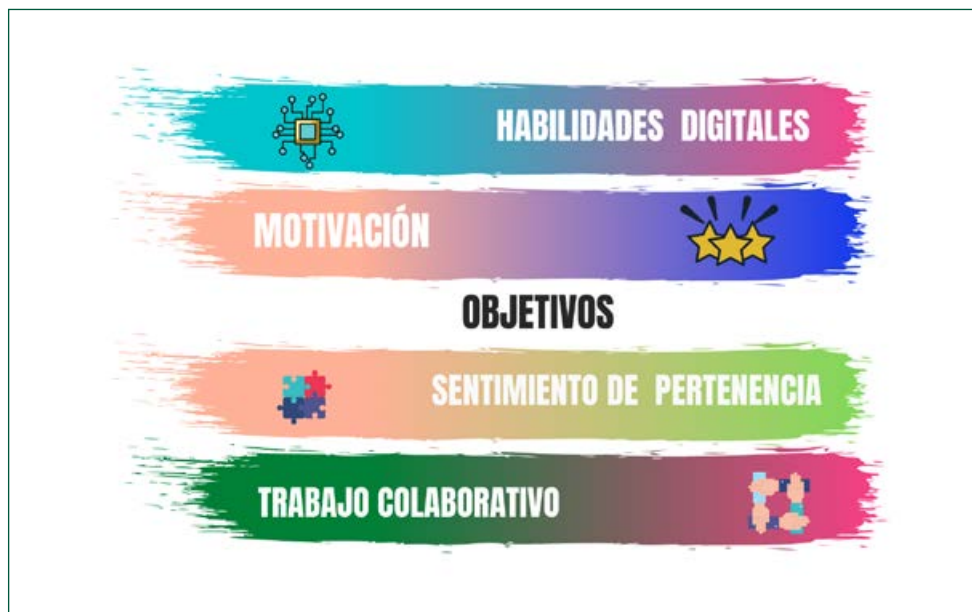 HABILIDADES DIGITALES
MOTIVACIÓN
OBJETIVOS
SENTIMIENTO DE PERTENENCIA
TRABAJO COLABORATIVO